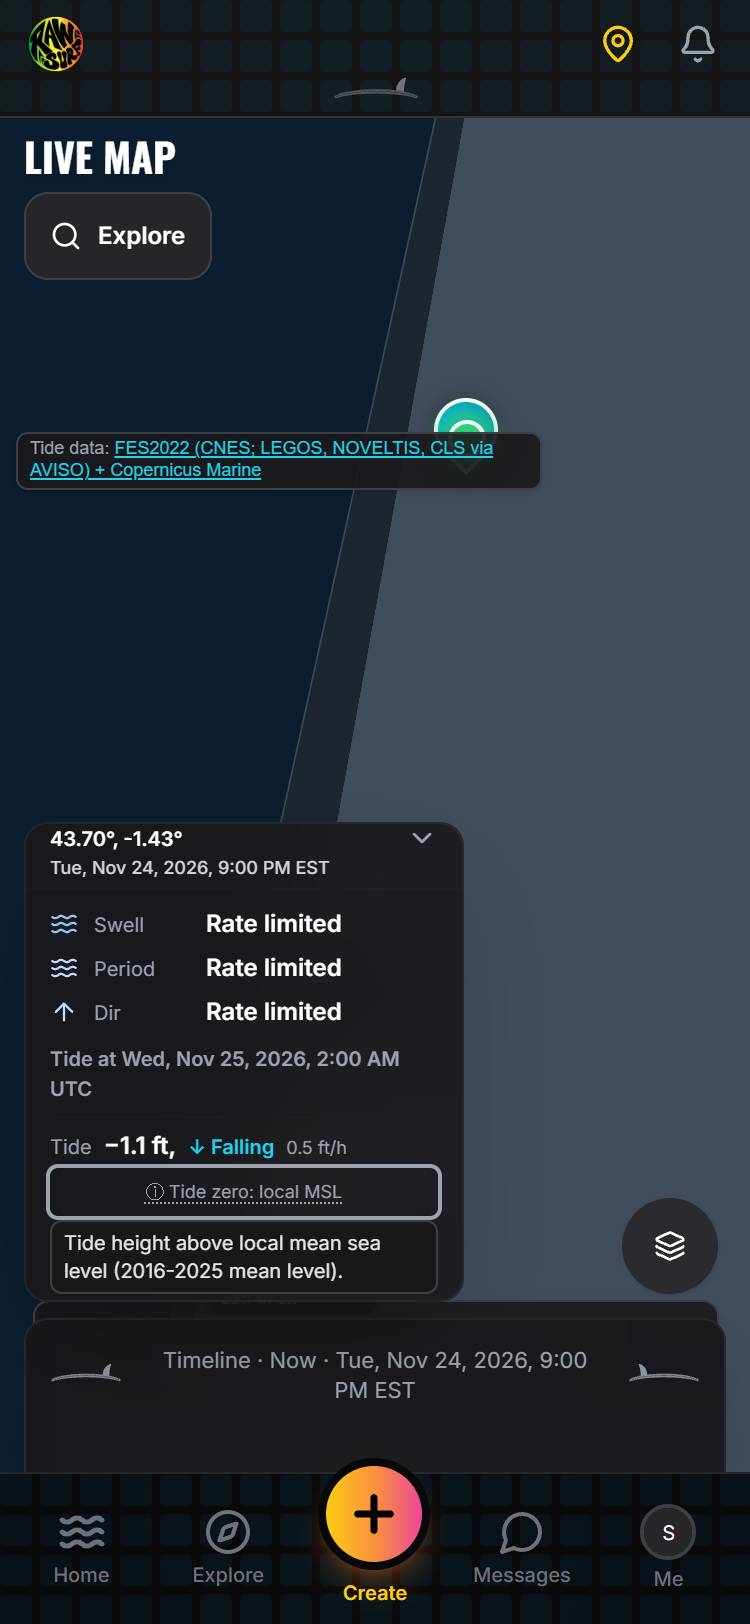 RAW
SURF
LIVE MAP
Explore
Tide data: FES2022 (CNES; LEGOS, NOVELTIS, CLS via
AVISO) + Copernicus Marine
43.70°, -1.43°
Tue, Nov 24, 2026, 9:00 PM EST
Swell Rate limited
Period Rate limited
Dir Rate limited
Tide at Wed, Nov 25, 2026, 2:00 AM
UTC
Tide −1.1 ft, ↓ Falling 0.5 ft/h
ⓘ Tide zero: local MSL
Tide height above local mean sea
level (2016-2025 mean level).
Timeline · Now · Tue, Nov 24, 2026, 9:00
PM EST
Home
Explore
Create
Messages
S
Me